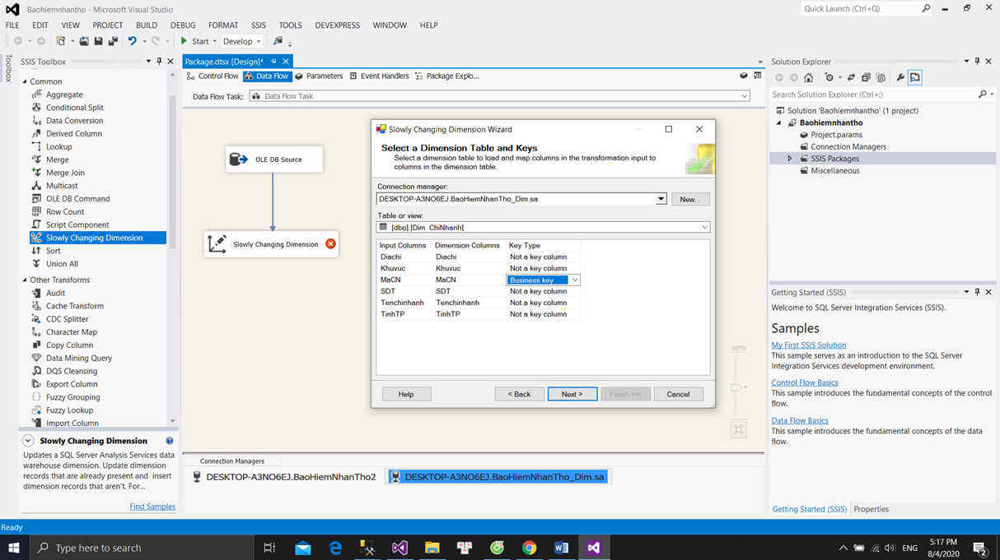 Baohiemnhantho - Microsoft Visual Studio
Quick Launch (Ctrl+Q)
FILE EDIT VIEW PROJECT BUILD DEBUG FORMAT SSIS TOOLS DEVEXPRESS WINDOW HELP
Start Develop
Toolbox
SSIS Toolbox
Common
Aggregate
Conditional Split
Data Conversion
Derived Column
Lookup
Merge
Merge Join
Multicast
OLE DB Command
Row Count
Script Component
Slowly Changing Dimension
Sort
Union All
Other Transforms
Audit
Cache Transform
CDC Splitter
Character Map
Copy Column
Data Mining Query
DQS Cleansing
Export Column
Fuzzy Grouping
Fuzzy Lookup
Import Column
Slowly Changing Dimension
Updates a SQL Server Analysis Services data
warehouse dimension. Update dimension
records that are already present and insert
dimension records that aren't. For...
Find Samples
Package.dtsx [Design]*
Control Flow Data Flow Parameters Event Handlers Package Explo...
Data Flow Task: Data Flow Task
OLE DB Source
Slowly Changing Dimension
100%
Slowly Changing Dimension Wizard
Select a Dimension Table and Keys
Select a dimension table to load and map columns in the transformation input to
columns in the dimension table.
Connection manager:
DESKTOP-A3NO6EJ.BaoHiemNhanTho_Dim.sa New...
Table or view:
[dbo].[Dim_ChiNhanh]
Input Columns Dimension Columns Key Type
Diachi Diachi Not a key column
Khuvuc Khuvuc Not a key column
MaCN MaCN Business key
SDT SDT Not a key column
Tenchinhanh Tenchinhanh Not a key column
TinhTP TinhTP Not a key column
Help < Back Next > Finish >>| Cancel
Connection Managers
DESKTOP-A3NO6EJ.BaoHiemNhanTho2 DESKTOP-A3NO6EJ.BaoHiemNhanTho_Dim.sa
Solution Explorer
Search Solution Explorer (Ctrl+;)
Solution 'Baohiemnhantho' (1 project)
Baohiemnhantho
Project.params
Connection Managers
SSIS Packages
Miscellaneous
Getting Started (SSIS)
Welcome to SQL Server Integration Services (SSIS).
Samples
My First SSIS Solution
This sample serves as an introduction to the SQL Server
Integration Services development environment.
Control Flow Basics
This sample introduces the fundamental concepts of the control
flow.
Data Flow Basics
This sample introduces the fundamental concepts of the data
flow.
Getting Started (SSIS) Properties
Ready
Type here to search
ENG
5:17 PM
8/4/2020
2